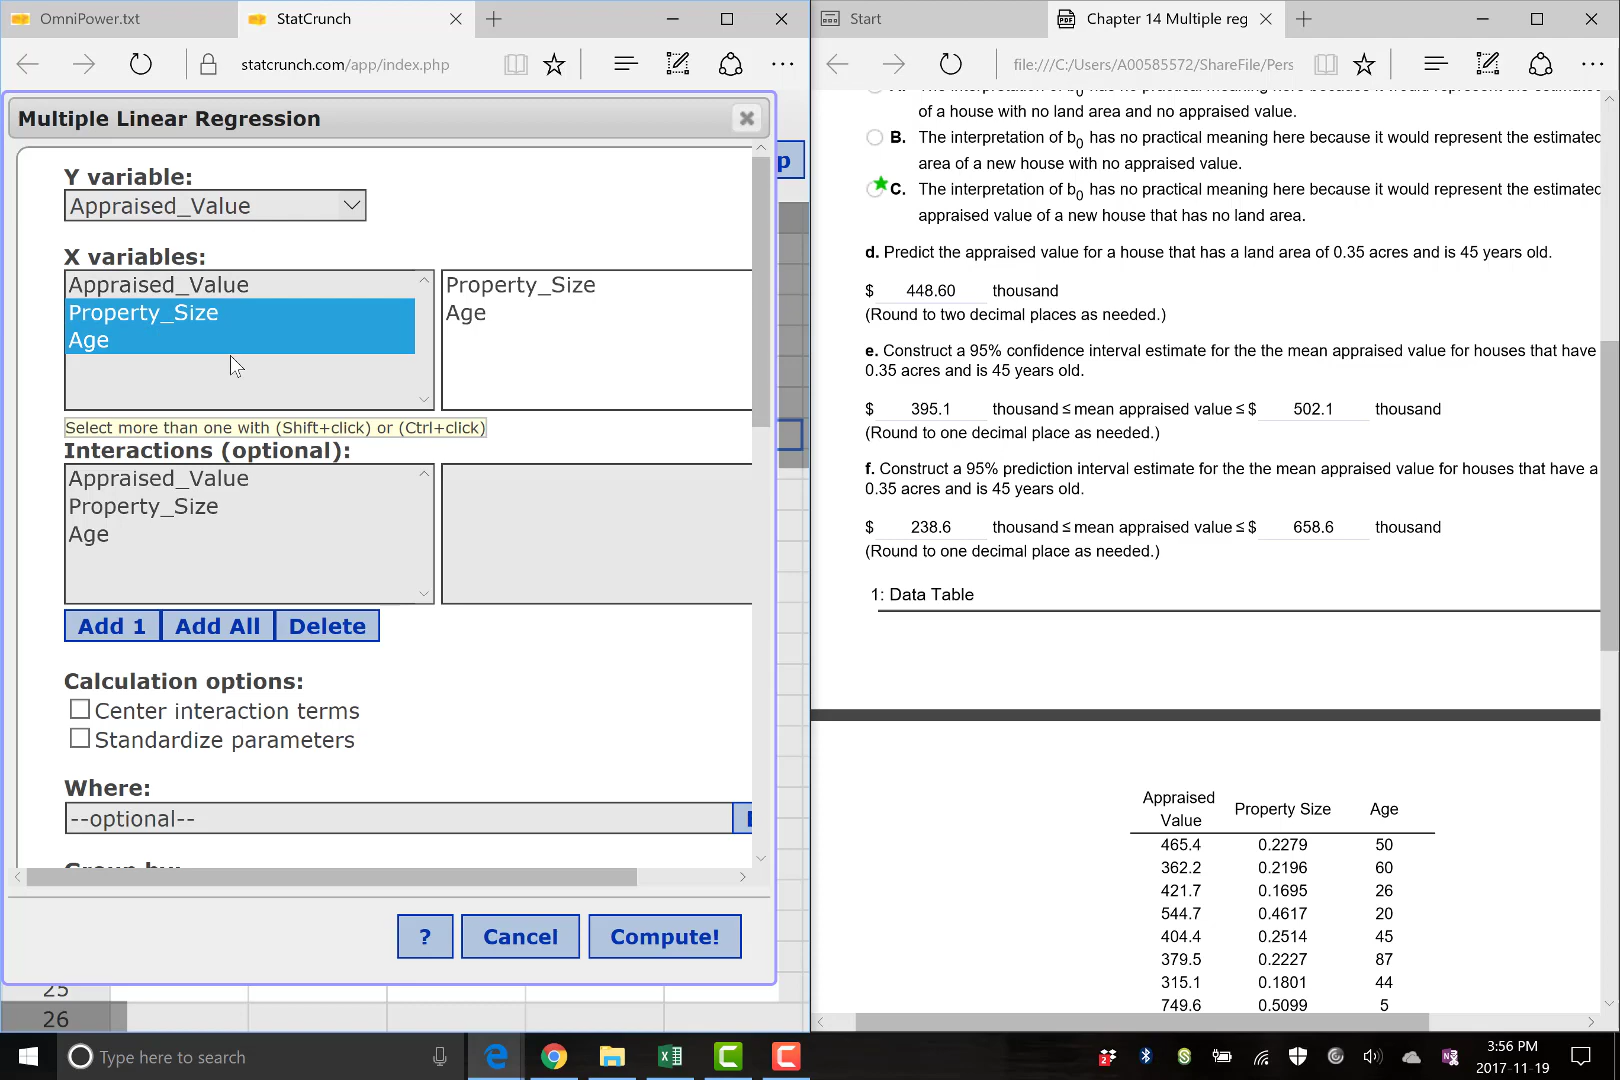 OmniPower.txt
StatCrunch
statcrunch.com/app/index.php
Multiple Linear Regression
p
Y variable:
Appraised_Value
X variables:
Appraised_Value
Property_Size
Age
Property_Size
Age
Select more than one with (Shift+click) or (Ctrl+click)
Interactions (optional):
Appraised_Value
Property_Size
Age
Add 1 Add All Delete
Calculation options:
Center interaction terms
Standardize parameters
Where:
--optional--
? Cancel Compute!
25
26
Start
Chapter 14 Multiple reg
file:///C:/Users/A00585572/ShareFile/Pers
of a house with no land area and no appraised value.
B. The interpretation of b0 has no practical meaning here because it would represent the estimated
area of a new house with no appraised value.
C. The interpretation of b0 has no practical meaning here because it would represent the estimated
appraised value of a new house that has no land area.
d. Predict the appraised value for a house that has a land area of 0.35 acres and is 45 years old.
$ 448.60 thousand
(Round to two decimal places as needed.)
e. Construct a 95% confidence interval estimate for the the mean appraised value for houses that have
0.35 acres and is 45 years old.
$ 395.1 thousand ≤ mean appraised value ≤ $ 502.1 thousand
(Round to one decimal place as needed.)
f. Construct a 95% prediction interval estimate for the the mean appraised value for houses that have a
0.35 acres and is 45 years old.
$ 238.6 thousand ≤ mean appraised value ≤ $ 658.6 thousand
(Round to one decimal place as needed.)
1: Data Table
Appraised
Value Property Size Age
465.4 0.2279 50
362.2 0.2196 60
421.7 0.1695 26
544.7 0.4617 20
404.4 0.2514 45
379.5 0.2227 87
315.1 0.1801 44
749.6 0.5099 5
Type here to search
3:56 PM
2017-11-19